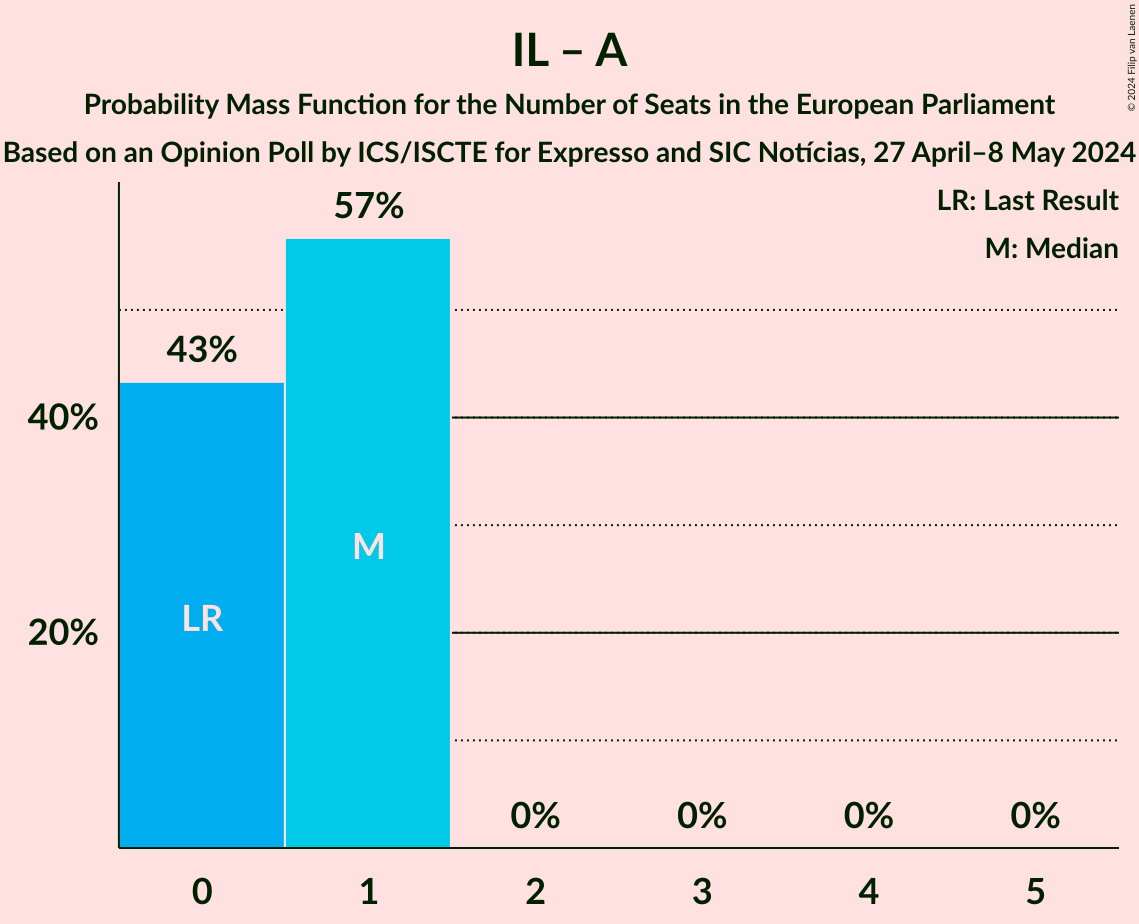 IL – A
Probability Mass Function for the Number of Seats in the European Parliament
Based on an Opinion Poll by ICS/ISCTE for Expresso and SIC Notícias, 27 April–8 May 2024
© 2024 Filip van Laenen
LR: Last Result
M: Median
57%
43%
40%
20%
M
LR
0% 0% 0% 0%
0 1 2 3 4 5